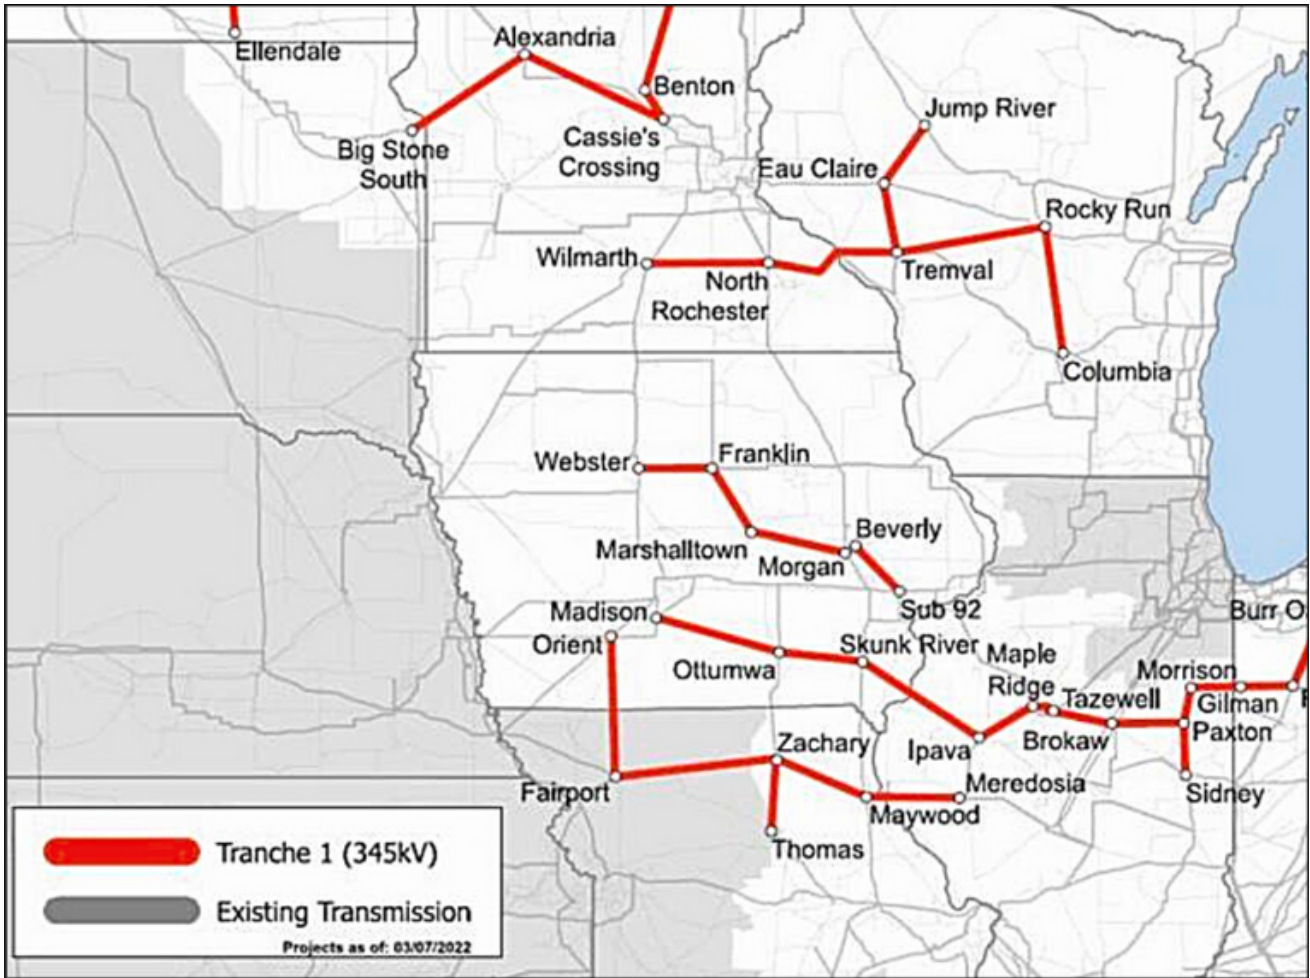 Ellendale
Alexandria
Benton
Big Stone
South
Cassie's
Crossing
Jump River
Eau Claire
Rocky Run
Wilmarth
North
Rochester
Tremval
Columbia
Webster
Franklin
Marshalltown
Beverly
Morgan
Sub 92
Madison
Orient
Ottumwa
Skunk River
Maple
Ridge
Burr O
Morrison
Tazewell
Gilman
Ipava
Brokaw
Paxton
Zachary
Fairport
Meredosia
Sidney
Maywood
Thomas
Tranche 1 (345kV)
Existing Transmission
Projects as of: 03/07/2022